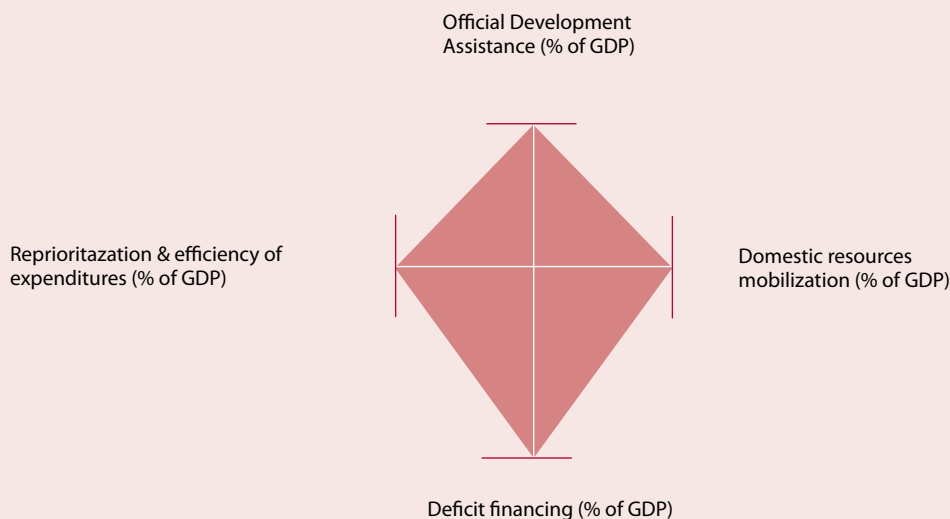 Official Development
Assistance (% of GDP)
Reprioritazation & efficiency of
expenditures (% of GDP)
Domestic resources
mobilization (% of GDP)
Deficit financing (% of GDP)